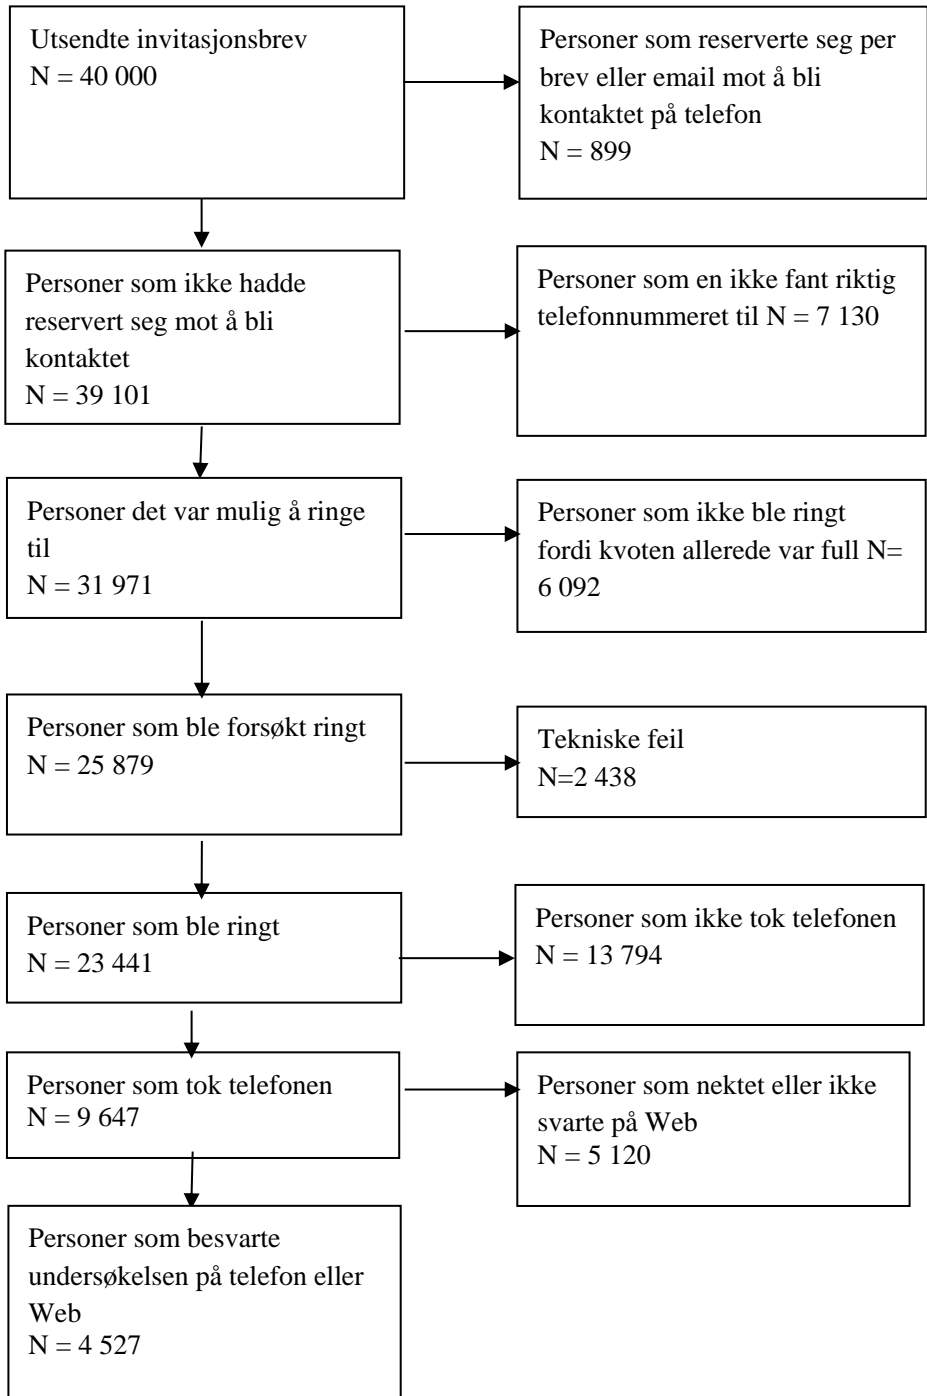 Utsendte invitasjonsbrev
N = 40 000
Personer som reserverte seg per
brev eller email mot å bli
kontaktet på telefon
N = 899
Personer som ikke hadde
reservert seg mot å bli
kontaktet
N = 39 101
Personer som en ikke fant riktig
telefonnummeret til N = 7 130
Personer det var mulig å ringe
til
N = 31 971
Personer som ikke ble ringt
fordi kvoten allerede var full N=
6 092
Personer som ble forsøkt ringt
N = 25 879
Tekniske feil
N=2 438
Personer som ble ringt
N = 23 441
Personer som ikke tok telefonen
N = 13 794
Personer som tok telefonen
N = 9 647
Personer som nektet eller ikke
svarte på Web
N = 5 120
Personer som besvarte
undersøkelsen på telefon eller
Web
N = 4 527